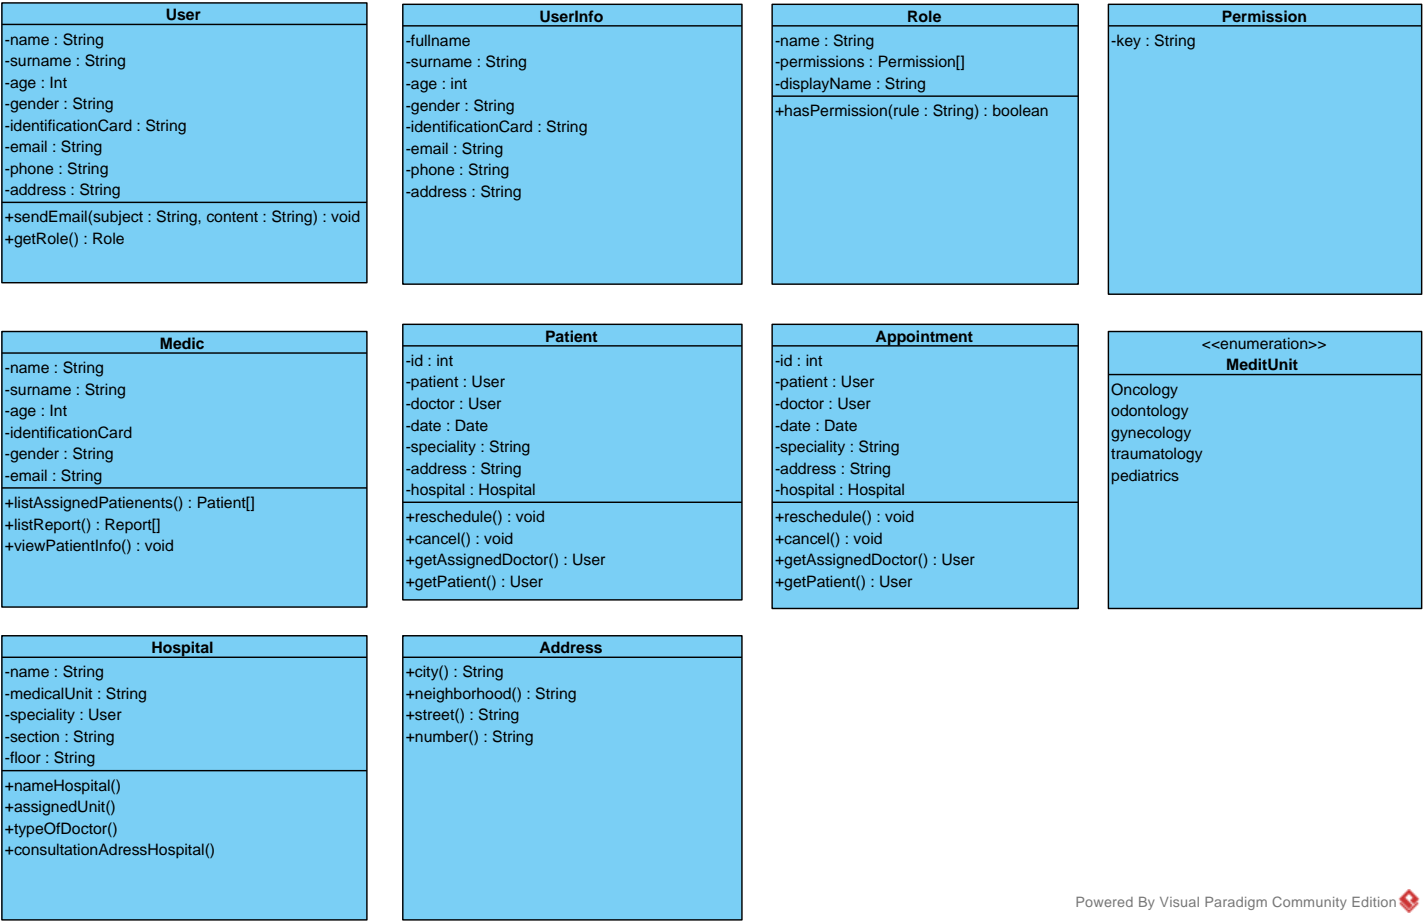 User
-name : String
-surname : String
-age : Int
-gender : String
-identificationCard : String
-email : String
-phone : String
-address : String
+sendEmail(subject : String, content : String) : void
+getRole() : Role
UserInfo
-fullname
-surname : String
-age : int
-gender : String
-identificationCard : String
-email : String
-phone : String
-address : String
Role
-name : String
-permissions : Permission[]
-displayName : String
+hasPermission(rule : String) : boolean
Permission
-key : String
Medic
-name : String
-surname : String
-age : Int
-identificationCard
-gender : String
-email : String
+listAssignedPatienents() : Patient[]
+listReport() : Report[]
+viewPatientInfo() : void
Patient
-id : int
-patient : User
-doctor : User
-date : Date
-speciality : String
-address : String
-hospital : Hospital
+reschedule() : void
+cancel() : void
+getAssignedDoctor() : User
+getPatient() : User
Appointment
-id : int
-patient : User
-doctor : User
-date : Date
-speciality : String
-address : String
-hospital : Hospital
+reschedule() : void
+cancel() : void
+getAssignedDoctor() : User
+getPatient() : User
<<enumeration>>
MeditUnit
Oncology
odontology
gynecology
traumatology
pediatrics
Hospital
-name : String
-medicalUnit : String
-speciality : User
-section : String
-floor : String
+nameHospital()
+assignedUnit()
+typeOfDoctor()
+consultationAdressHospital()
Address
+city() : String
+neighborhood() : String
+street() : String
+number() : String
Powered By Visual Paradigm Community Edition